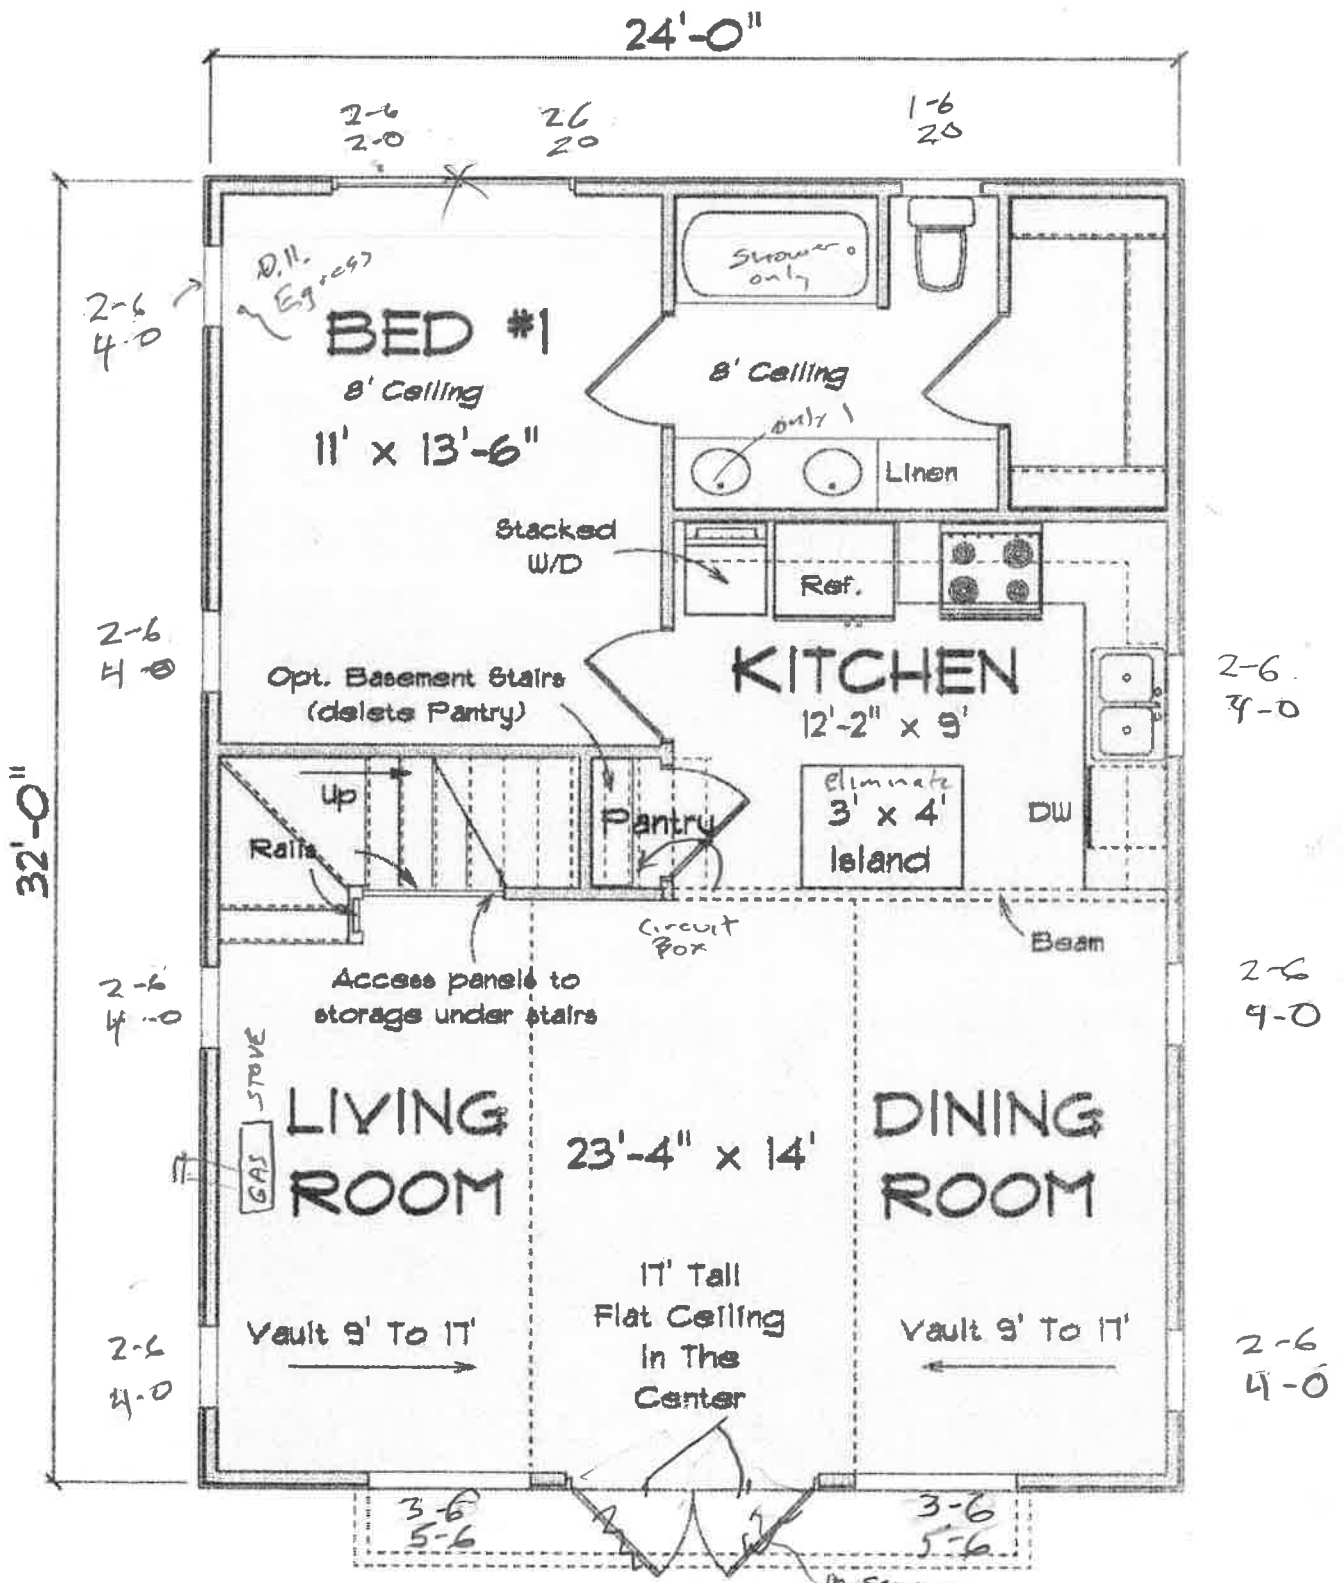 24'-0"
2-6
2-0
26
20
1-6
20
D.H.
Egress
Shower
only
2-6
4-0
BED #1
8' Ceiling
11' x 13'-6"
8' Ceiling
only 1
Linen
Stacked
W/D
Ref.
2-6
4-0
KITCHEN
12'-2" x 9'
2-6
4-0
Opt. Basement Stairs
(delete Pantry)
32'-0"
Up
Rails
Pantry
eliminate
3' x 4'
Island
DW
Circuit
Box
Beam
2-6
4-0
Access panels to
storage under stairs
2-6
4-0
GAS STOVE
LIVING
ROOM
23'-4" x 14'
DINING
ROOM
17' Tall
Flat Ceiling
In The
Center
Vault 9' To 17'
Vault 9' To 17'
2-6
4-0
2-6
4-0
3-6
5-6
3-6
5-6